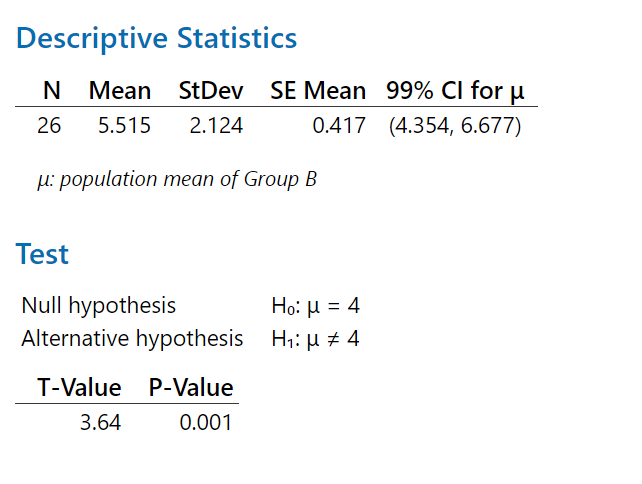 Descriptive Statistics
N Mean StDev SE Mean 99% CI for μ
26 5.515 2.124 0.417 (4.354, 6.677)
μ: population mean of Group B
Test
Null hypothesis H₀: μ = 4
Alternative hypothesis H₁: μ ≠ 4
T-Value P-Value
3.64 0.001